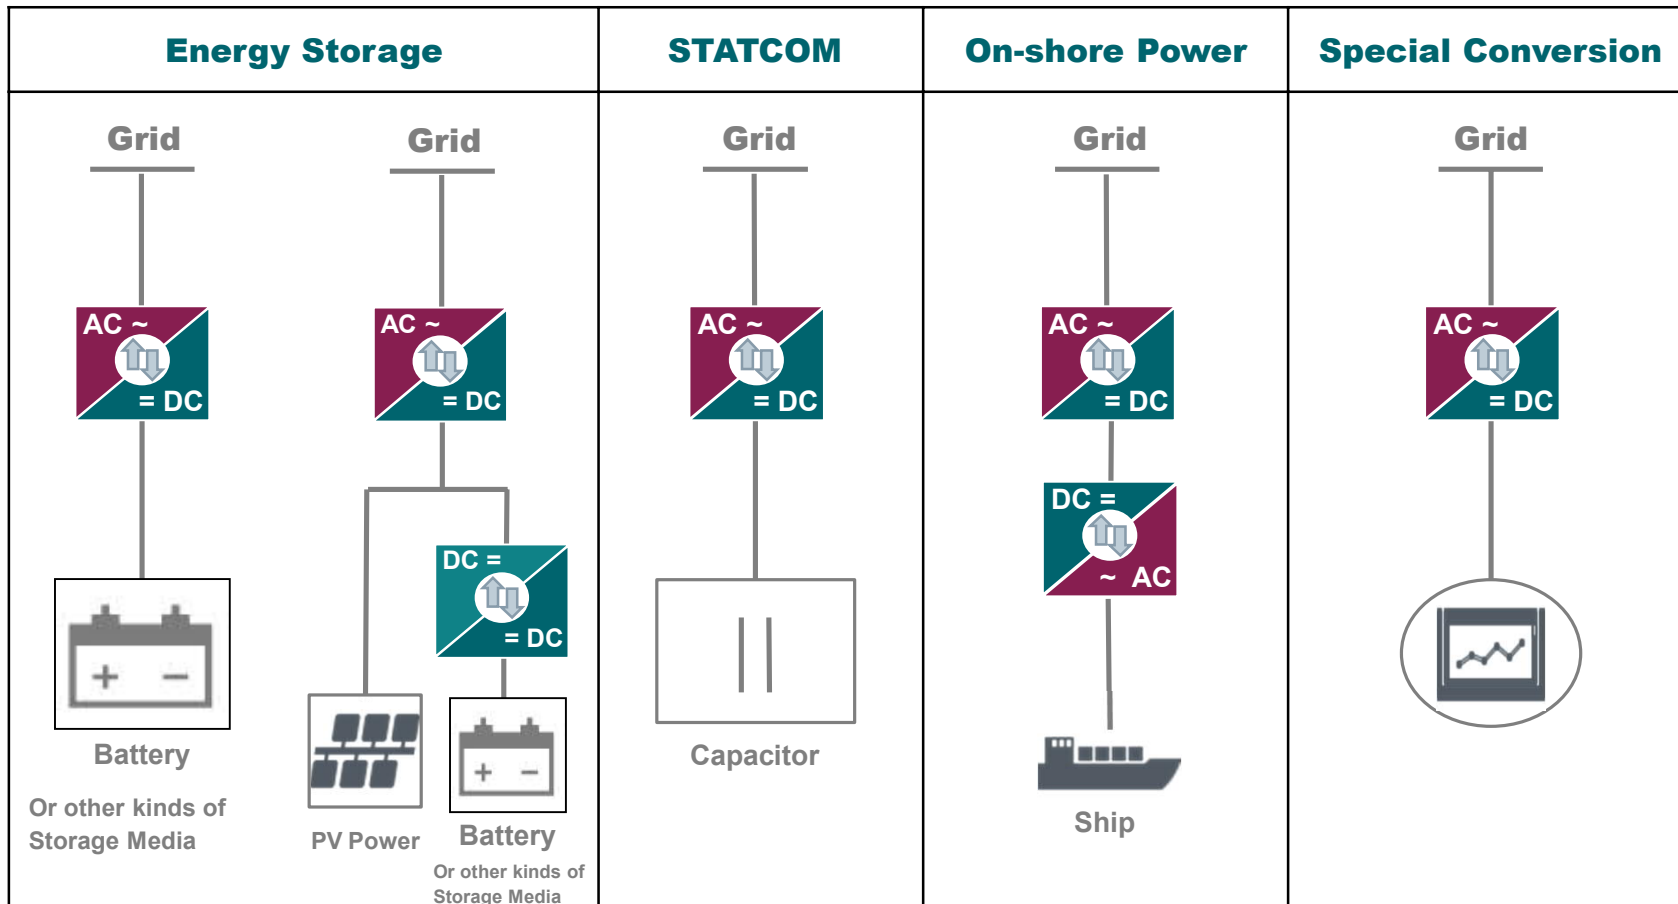 Energy Storage
STATCOM
On-shore Power
Special Conversion
Grid
Grid
Grid
Grid
Grid
AC ~
= DC
AC ~
= DC
AC ~
= DC
AC ~
= DC
AC ~
= DC
DC =
~ AC
DC =
= DC
+ −
Battery
Or other kinds of
Storage Media
PV Power
+ −
Battery
Or other kinds of
Storage Media
Capacitor
Ship